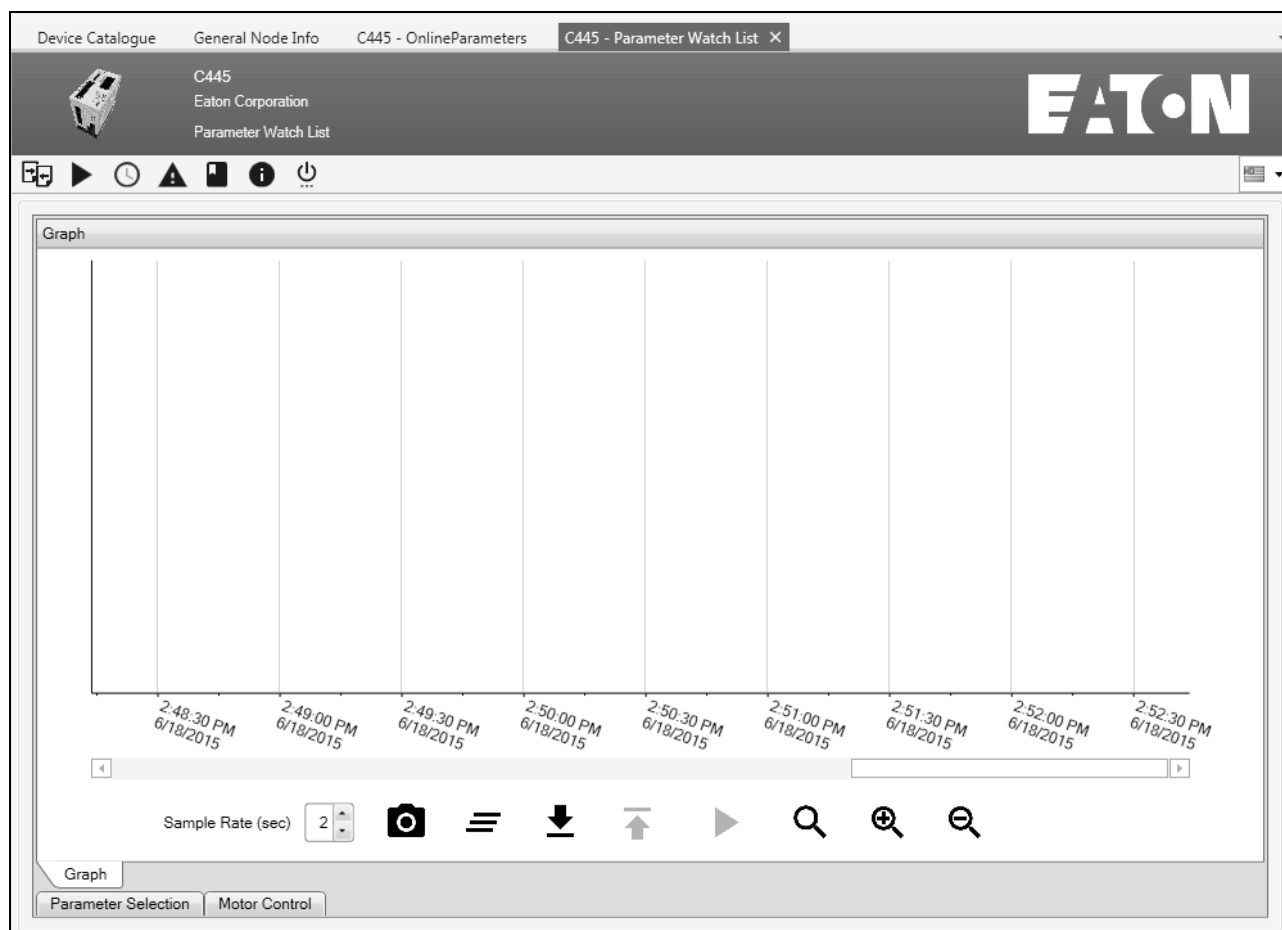 Device Catalogue General Node Info C445 - OnlineParameters C445 - Parameter Watch List ×
C445
Eaton Corporation
Parameter Watch List
EATON
Graph
2:48:30 PM 2:49:00 PM 2:49:30 PM 2:50:00 PM 2:50:30 PM 2:51:00 PM 2:51:30 PM 2:52:00 PM 2:52:30 PM
6/18/2015 6/18/2015 6/18/2015 6/18/2015 6/18/2015 6/18/2015 6/18/2015 6/18/2015 6/18/2015
Sample Rate (sec) 2
Graph
Parameter Selection Motor Control